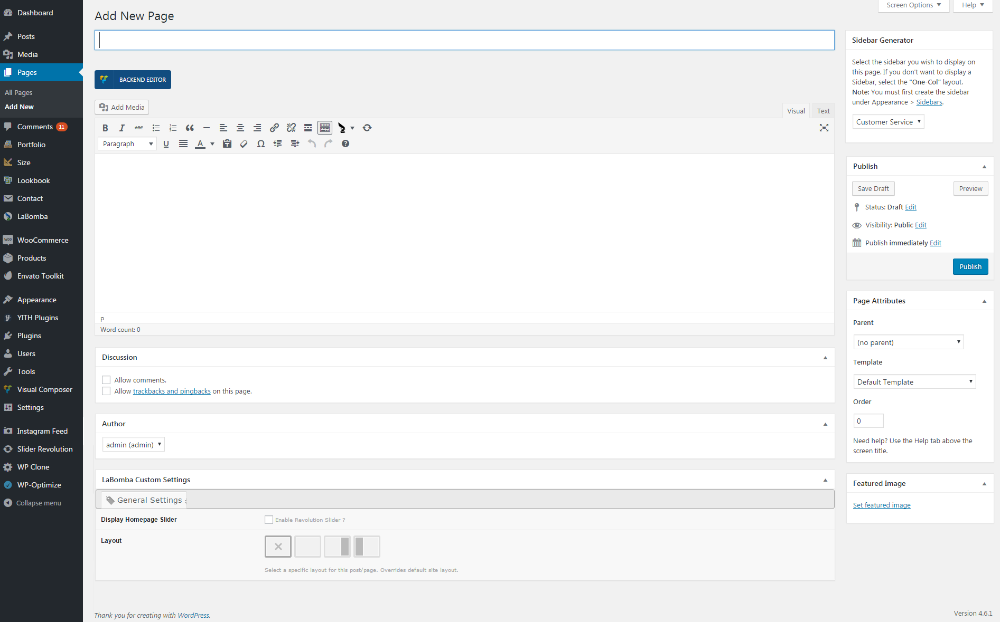 Dashboard
Posts
Media
Pages
All Pages
Add New
Comments 11
Portfolio
Size
Lookbook
Contact
LaBomba
WOO WooCommerce
Products
Envato Toolkit
Appearance
YITH Plugins
Plugins
Users
Tools
Visual Composer
Settings
Instagram Feed
Slider Revolution
WP Clone
WP-Optimize
Collapse menu
Screen Options
Help
Add New Page
BACKEND EDITOR
Add Media
Visual
Text
B I ABC
Paragraph
U A Ω ?
p
Word count: 0
Discussion
Allow comments.
Allow trackbacks and pingbacks on this page.
Author
admin (admin)
LaBomba Custom Settings
General Settings
Display Homepage Slider
Enable Revolution Slider ?
Layout
Select a specific layout for this post/page. Overrides default site layout.
Thank you for creating with WordPress.
Sidebar Generator
Select the sidebar you wish to display on
this page. If you don't want to display a
Sidebar, select the "One-Col" layout.
Note: You must first create the sidebar
under Appearance > Sidebars.
Customer Service
Publish
Save Draft
Preview
Status: Draft Edit
Visibility: Public Edit
Publish immediately Edit
Publish
Page Attributes
Parent
(no parent)
Template
Default Template
Order
0
Need help? Use the Help tab above the
screen title.
Featured Image
Set featured image
Version 4.6.1